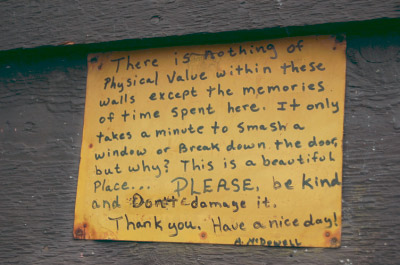 There is nothing of
Physical Value within these
walls except the memories
of time spent here. It only
takes a minute to smash a
window or Break down the door,
but why? This is a beautiful
Place... PLEASE, be kind
and Don't damage it.
Thank you. Have a nice day!
A. McDowell